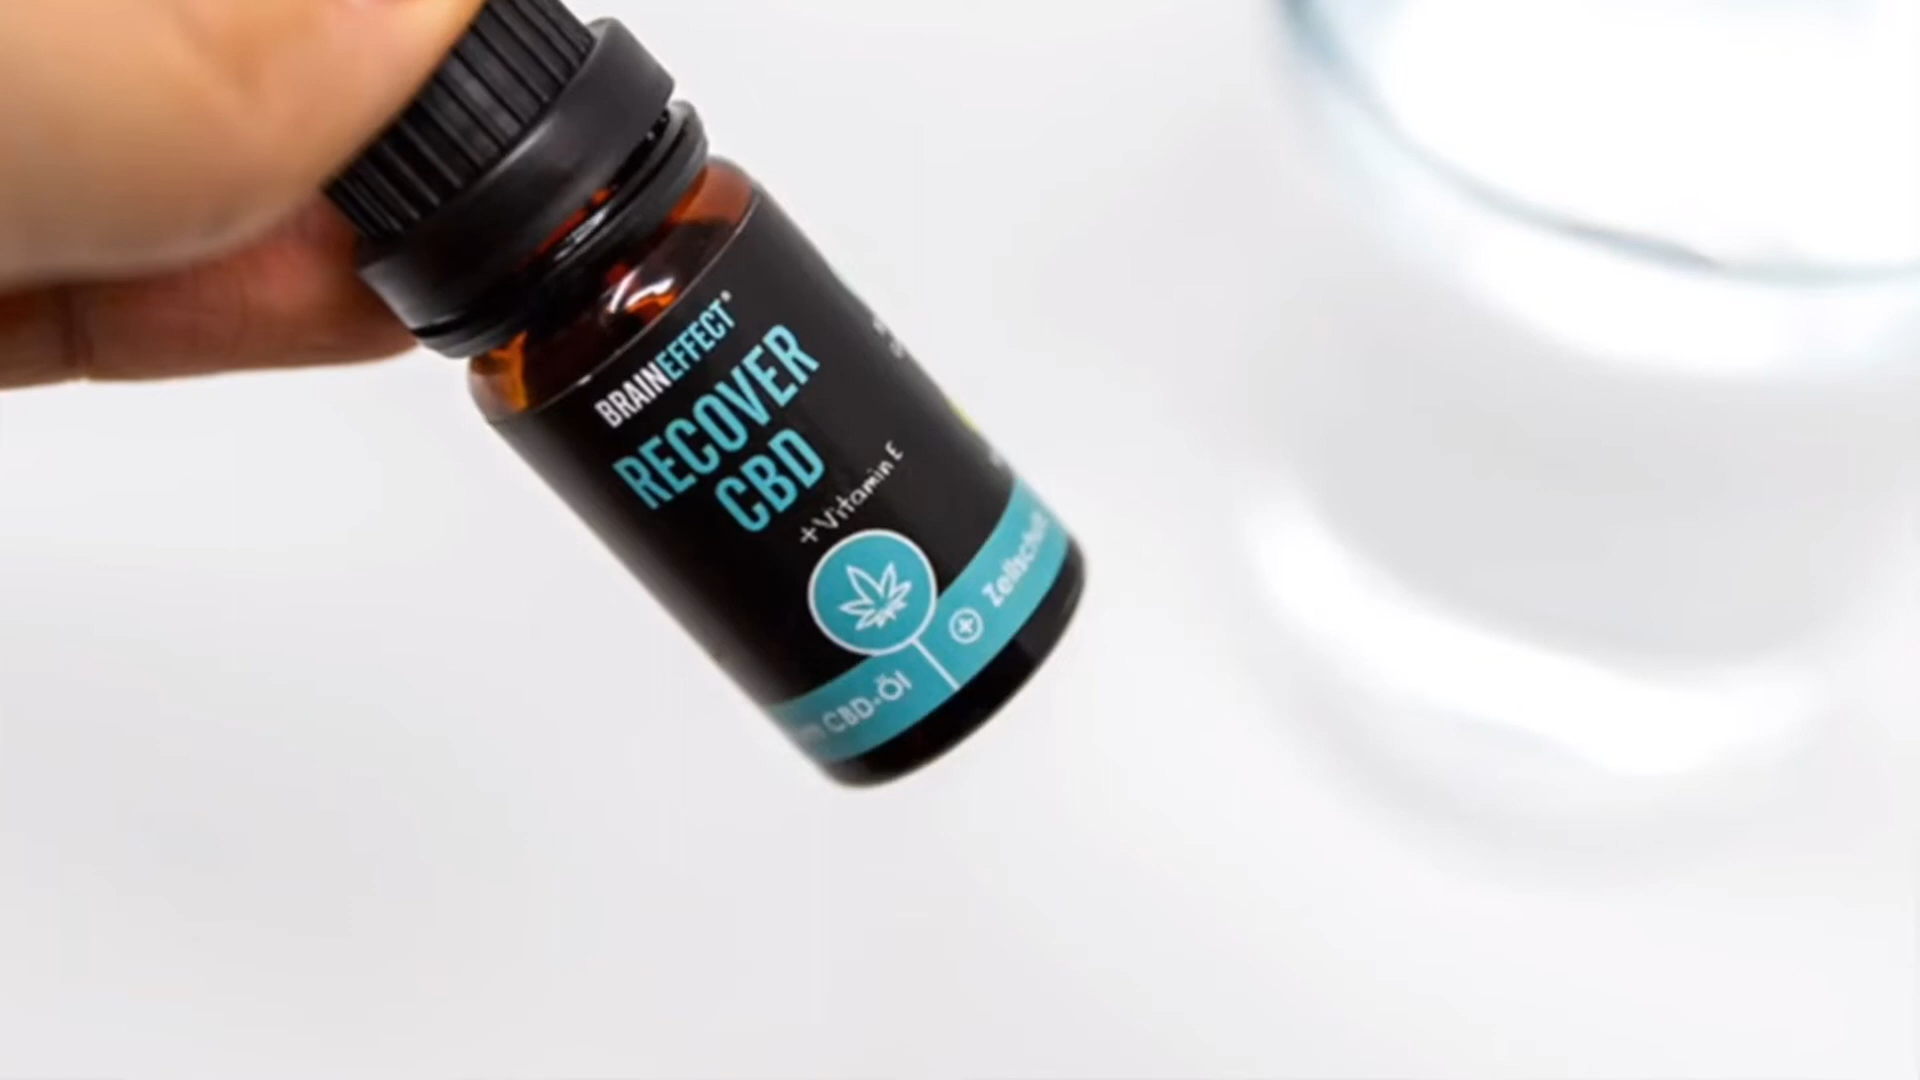 BRAINEFFECT®
RECOVER
CBD
+ Vitamin E
CBD-Öl